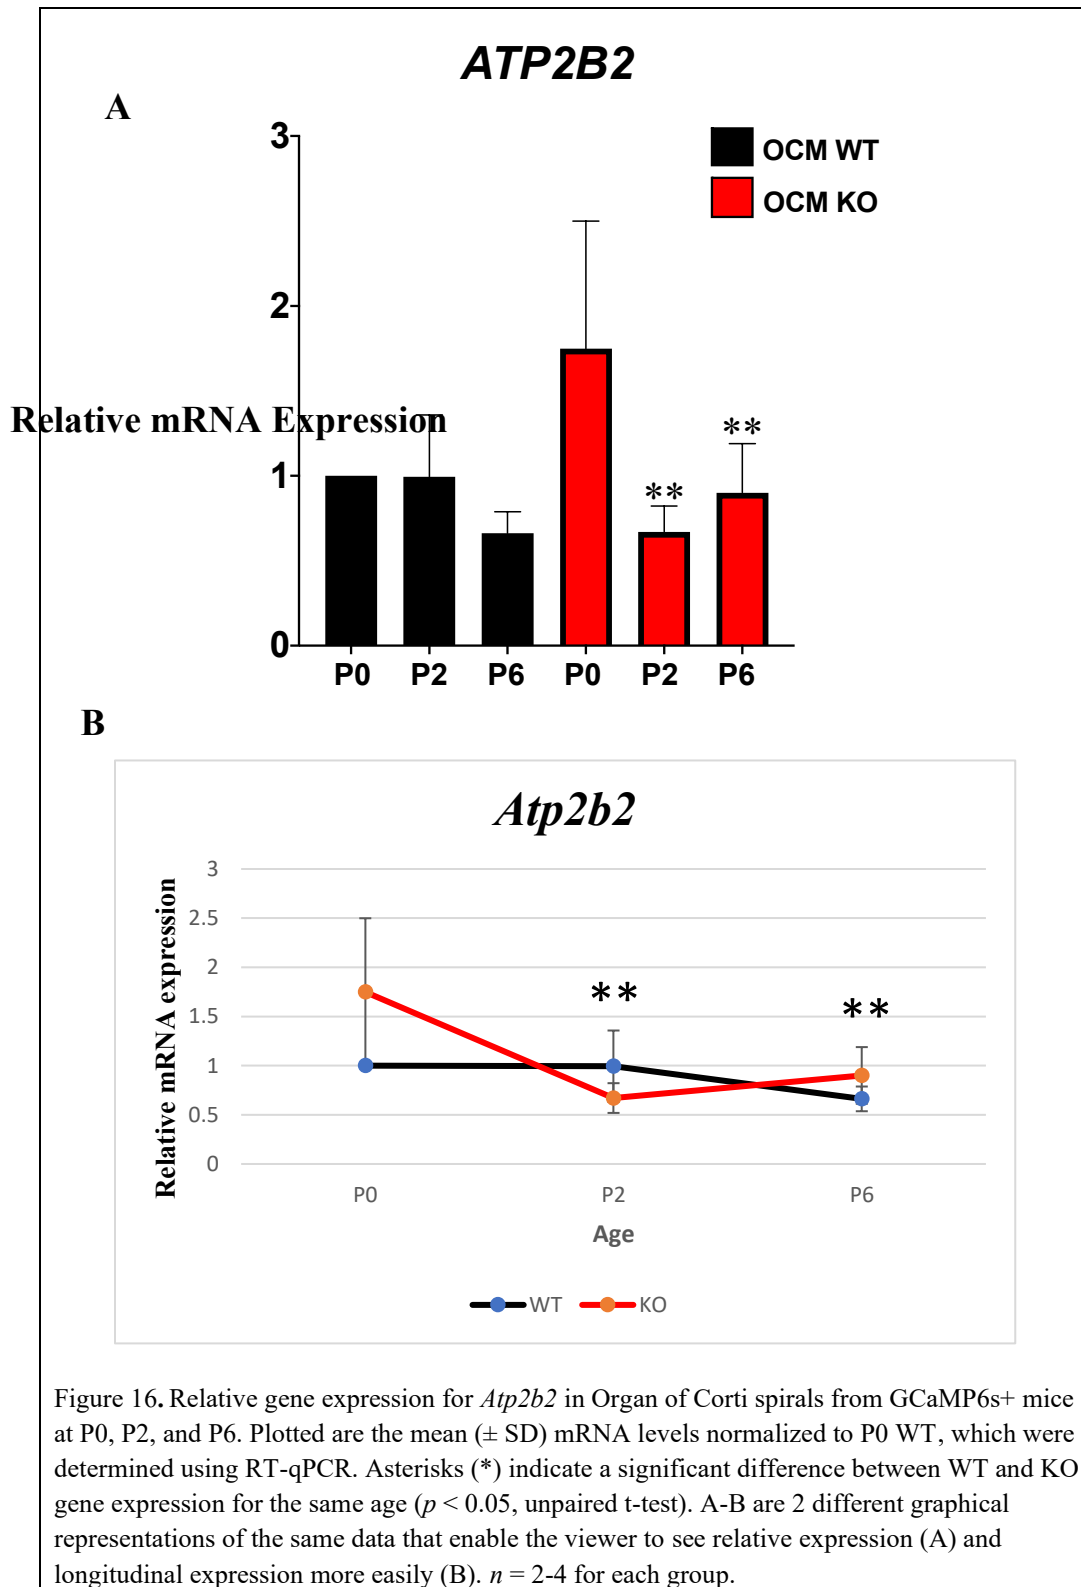 ATP2B2
A
3
OCM WT
OCM KO
2
Relative mRNA Expression
**
**
1
0
P0 P2 P6 P0 P2 P6
B
Atp2b2
Relative mRNA expression
3
2.5
2
**
**
1.5
1
0.5
0
P0 P2 P6
Age
WT KO
Figure 16. Relative gene expression for Atp2b2 in Organ of Corti spirals from GCaMP6s+ mice
at P0, P2, and P6. Plotted are the mean (± SD) mRNA levels normalized to P0 WT, which were
determined using RT-qPCR. Asterisks (*) indicate a significant difference between WT and KO
gene expression for the same age (p < 0.05, unpaired t-test). A-B are 2 different graphical
representations of the same data that enable the viewer to see relative expression (A) and
longitudinal expression more easily (B). n = 2-4 for each group.